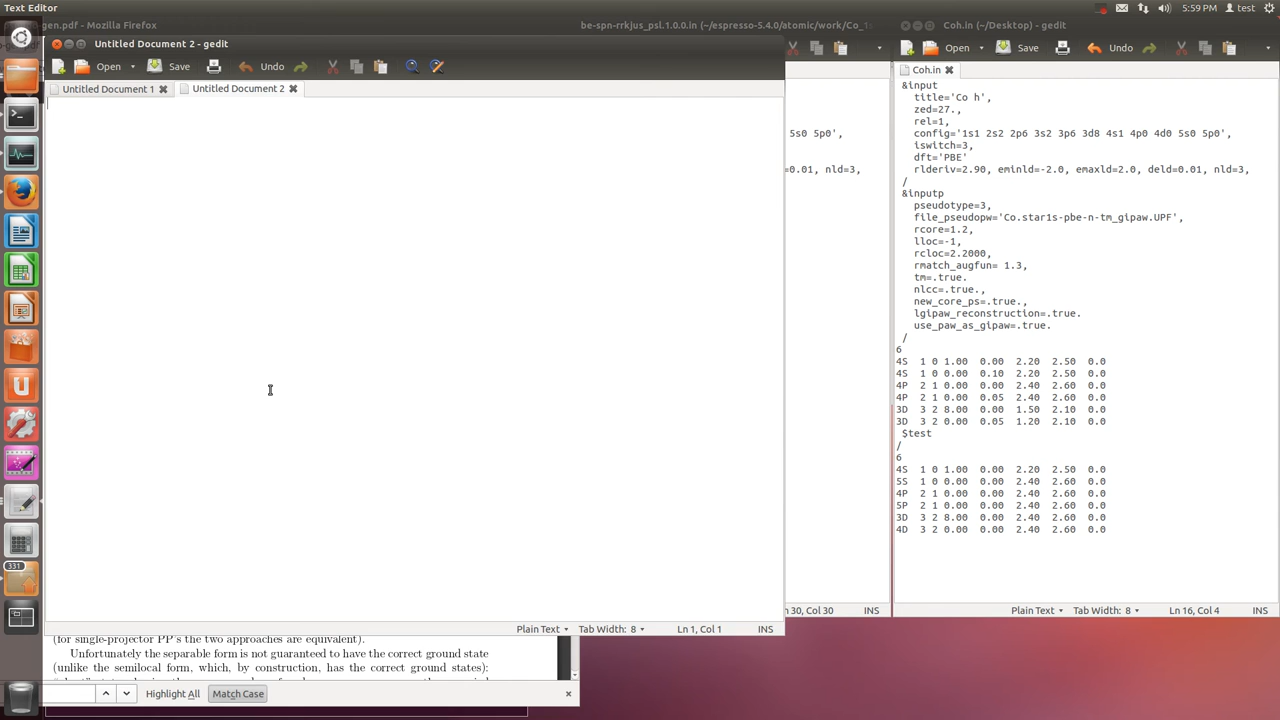 Text Editor
5:59 PM
test
gen.pdf - Mozilla Firefox
be-spn-rrkjus_psl.1.0.0.in (~/espresso-5.4.0/atomic/work/Co_1s
Coh.in (~/Desktop) - gedit
Untitled Document 2 - gedit
Open
Save
Undo
Open
Save
Undo
Untitled Document 1
Untitled Document 2
Coh.in
5s0 5p0',
=0.01, nld=3,
&input
title='Co h',
zed=27.,
rel=1,
config='1s1 2s2 2p6 3s2 3p6 3d8 4s1 4p0 4d0 5s0 5p0',
iswitch=3,
dft='PBE'
rlderiv=2.90, eminld=-2.0, emaxld=2.0, deld=0.01, nld=3,
/
&inputp
pseudotype=3,
file_pseudopw='Co.star1s-pbe-n-tm_gipaw.UPF',
rcore=1.2,
lloc=-1,
rcloc=2.2000,
rmatch_augfun= 1.3,
tm=.true.
nlcc=.true.,
new_core_ps=.true.,
lgipaw_reconstruction=.true.
use_paw_as_gipaw=.true.
/
6
4S 1 0 1.00 0.00 2.20 2.50 0.0
4S 1 0 0.00 0.10 2.20 2.50 0.0
4P 2 1 0.00 0.00 2.40 2.60 0.0
4P 2 1 0.00 0.05 2.40 2.60 0.0
3D 3 2 8.00 0.00 1.50 2.10 0.0
3D 3 2 0.00 0.05 1.20 2.10 0.0
$test
/
6
4S 1 0 1.00 0.00 2.20 2.50 0.0
5S 1 0 0.00 0.00 2.40 2.60 0.0
4P 2 1 0.00 0.00 2.40 2.60 0.0
5P 2 1 0.00 0.00 2.40 2.60 0.0
3D 3 2 8.00 0.00 2.40 2.60 0.0
4D 3 2 0.00 0.00 2.40 2.60 0.0
331
Plain Text
Tab Width: 8
Ln 1, Col 1
INS
n 30, Col 30
INS
Plain Text
Tab Width: 8
Ln 16, Col 4
INS
(for single-projector PP's the two approaches are equivalent).
Unfortunately the separable form is not guaranteed to have the correct ground state
(unlike the semilocal form, which, by construction, has the correct ground states):
Highlight All
Match Case